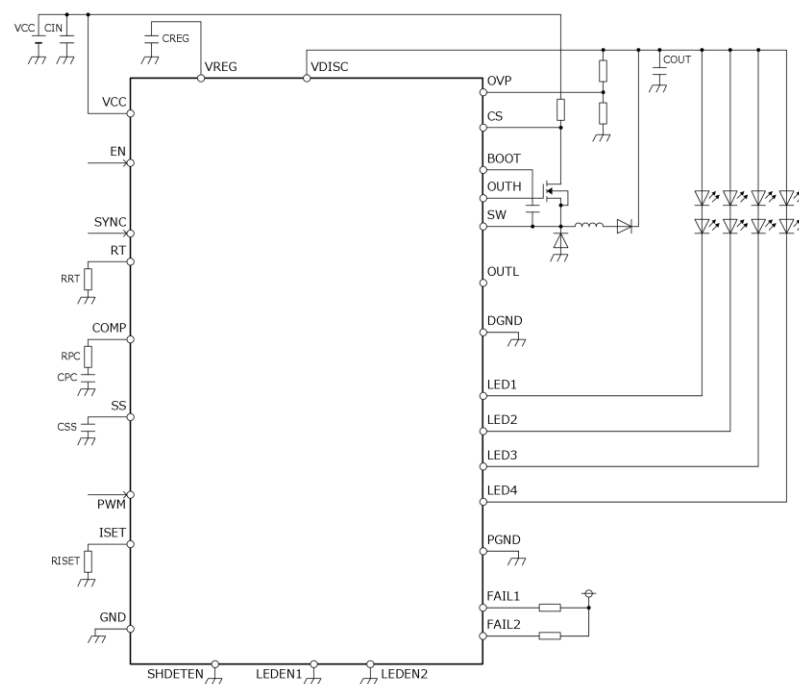 VCC CIN
CREG
COUT
VREG
VDISC
OVP
VCC
CS
EN
BOOT
OUTH
SYNC
SW
RT
RRT
OUTL
COMP
DGND
RPC
CPC
LED1
SS
CSS
LED2
LED3
PWM
LED4
ISET
RISET
PGND
FAIL1
GND
FAIL2
SHDETEN
LEDEN1
LEDEN2